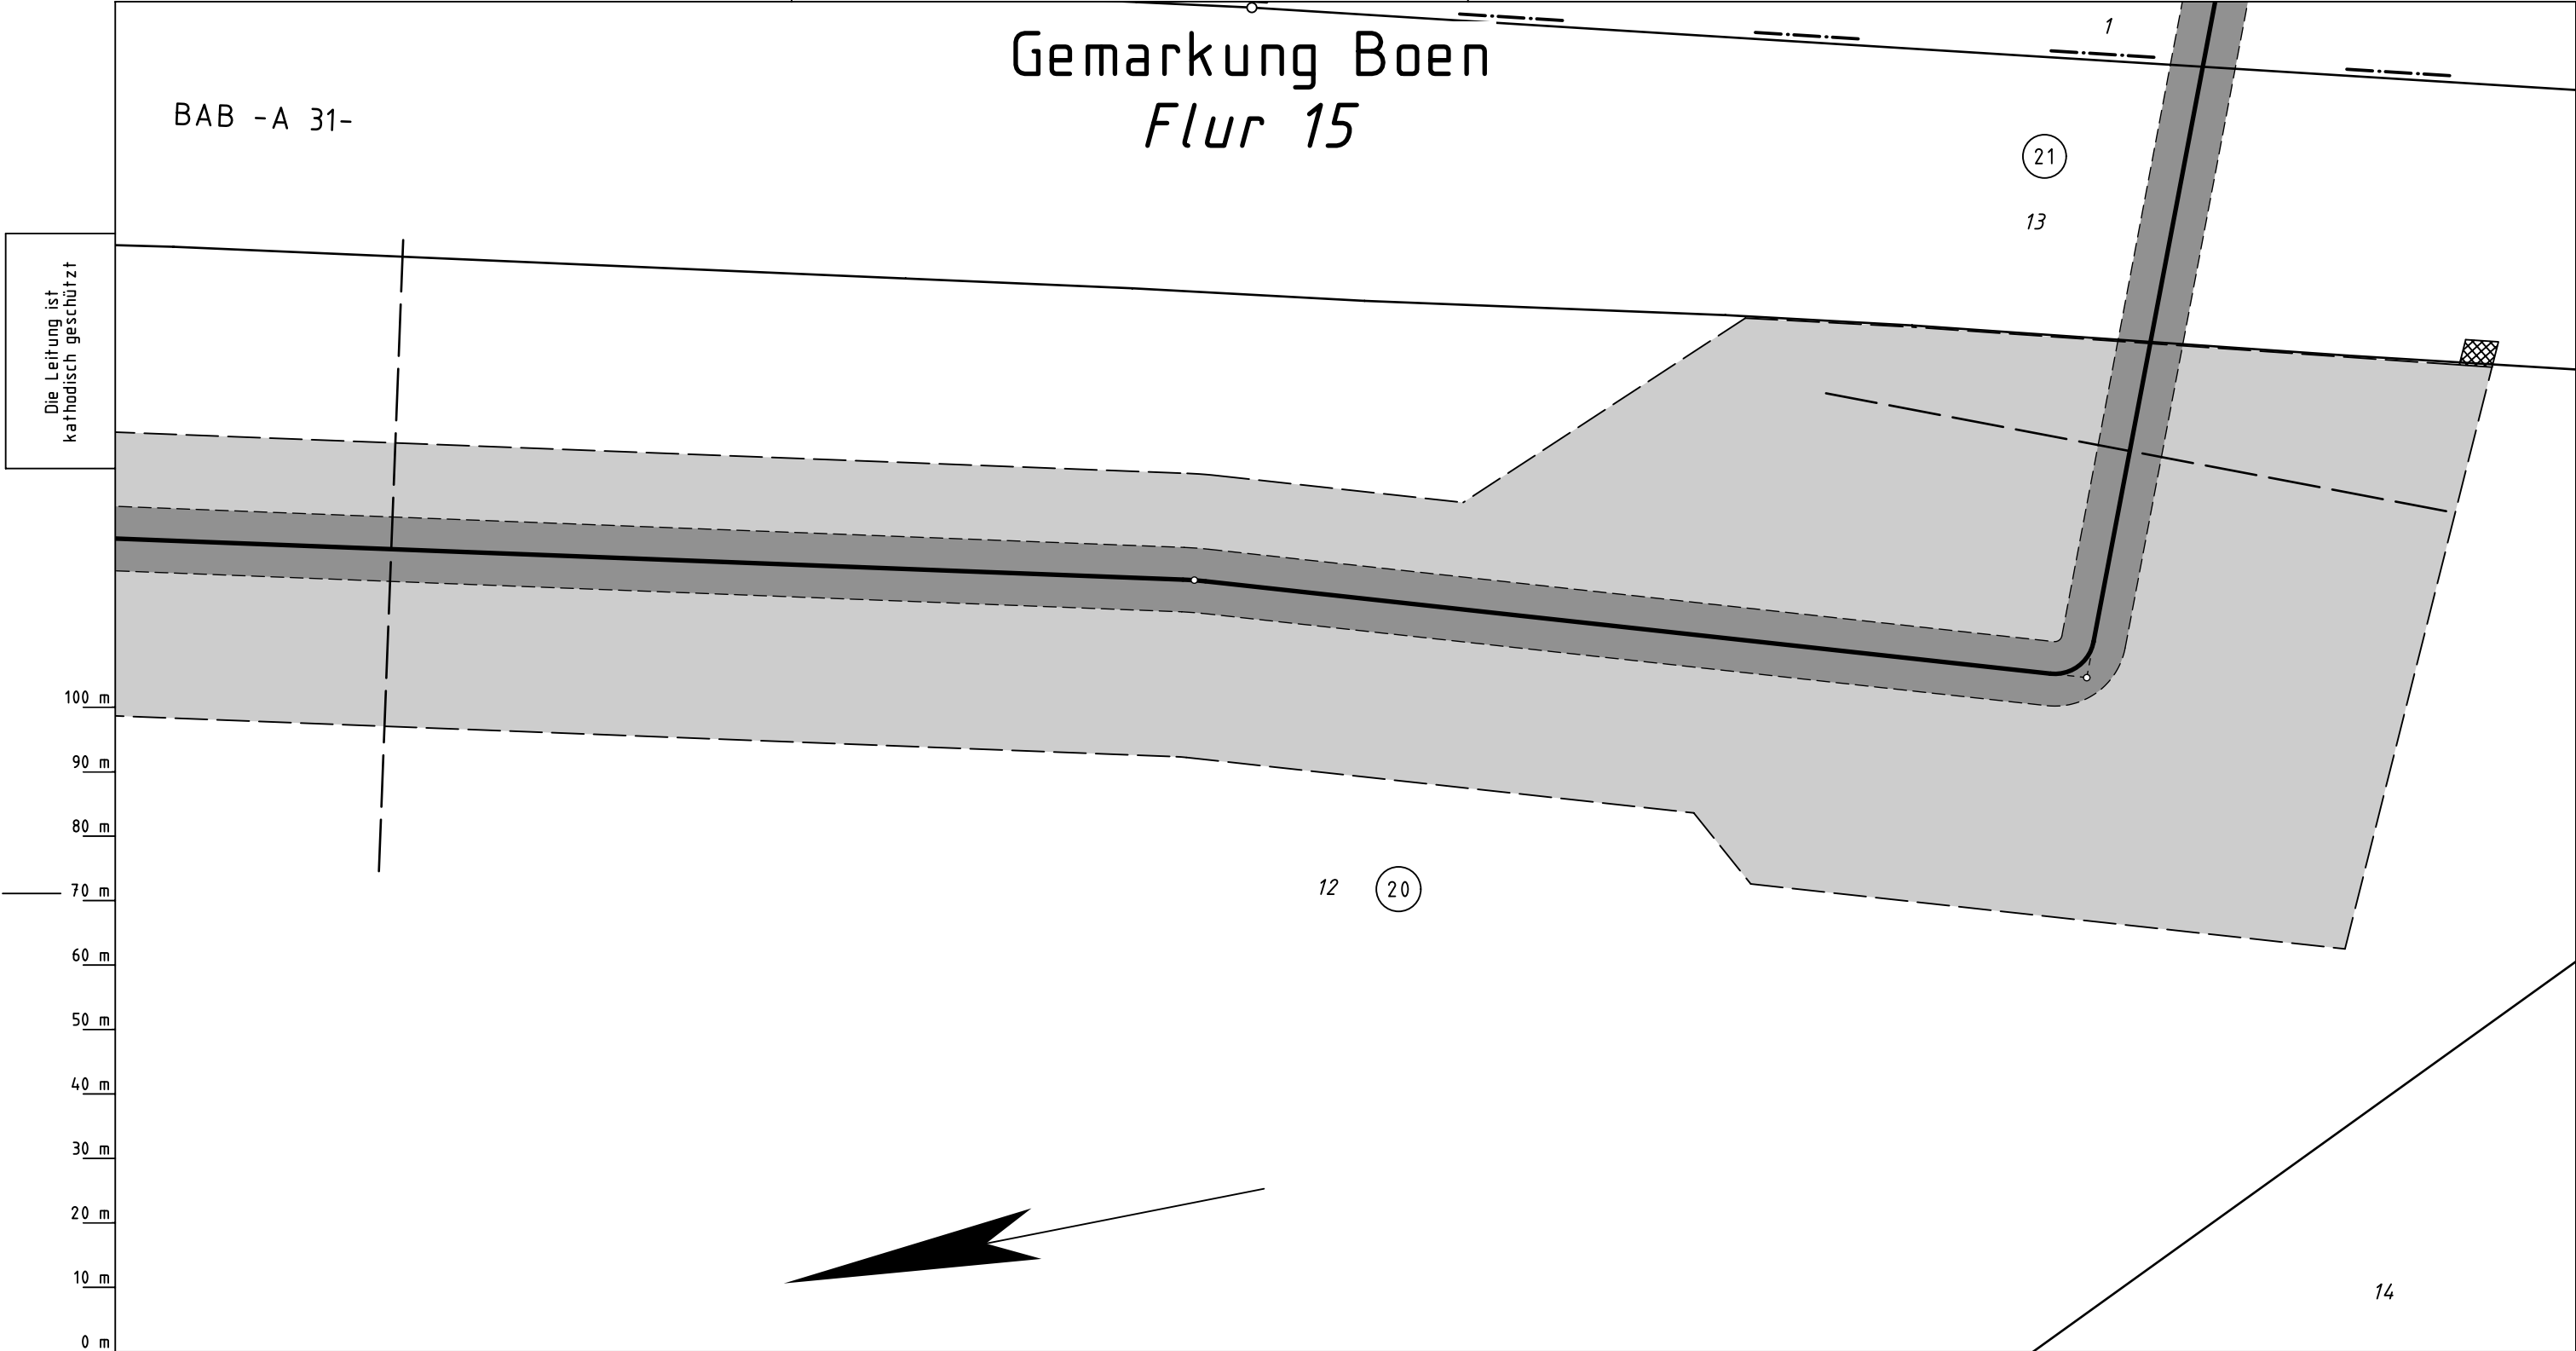 Gemarkung Boen
Flur 15
BAB -A 31-
1
21
13
Die Leitung ist
kathodisch geschützt
100 m
90 m
80 m
70 m
60 m
50 m
40 m
30 m
20 m
10 m
0 m
12 20
14